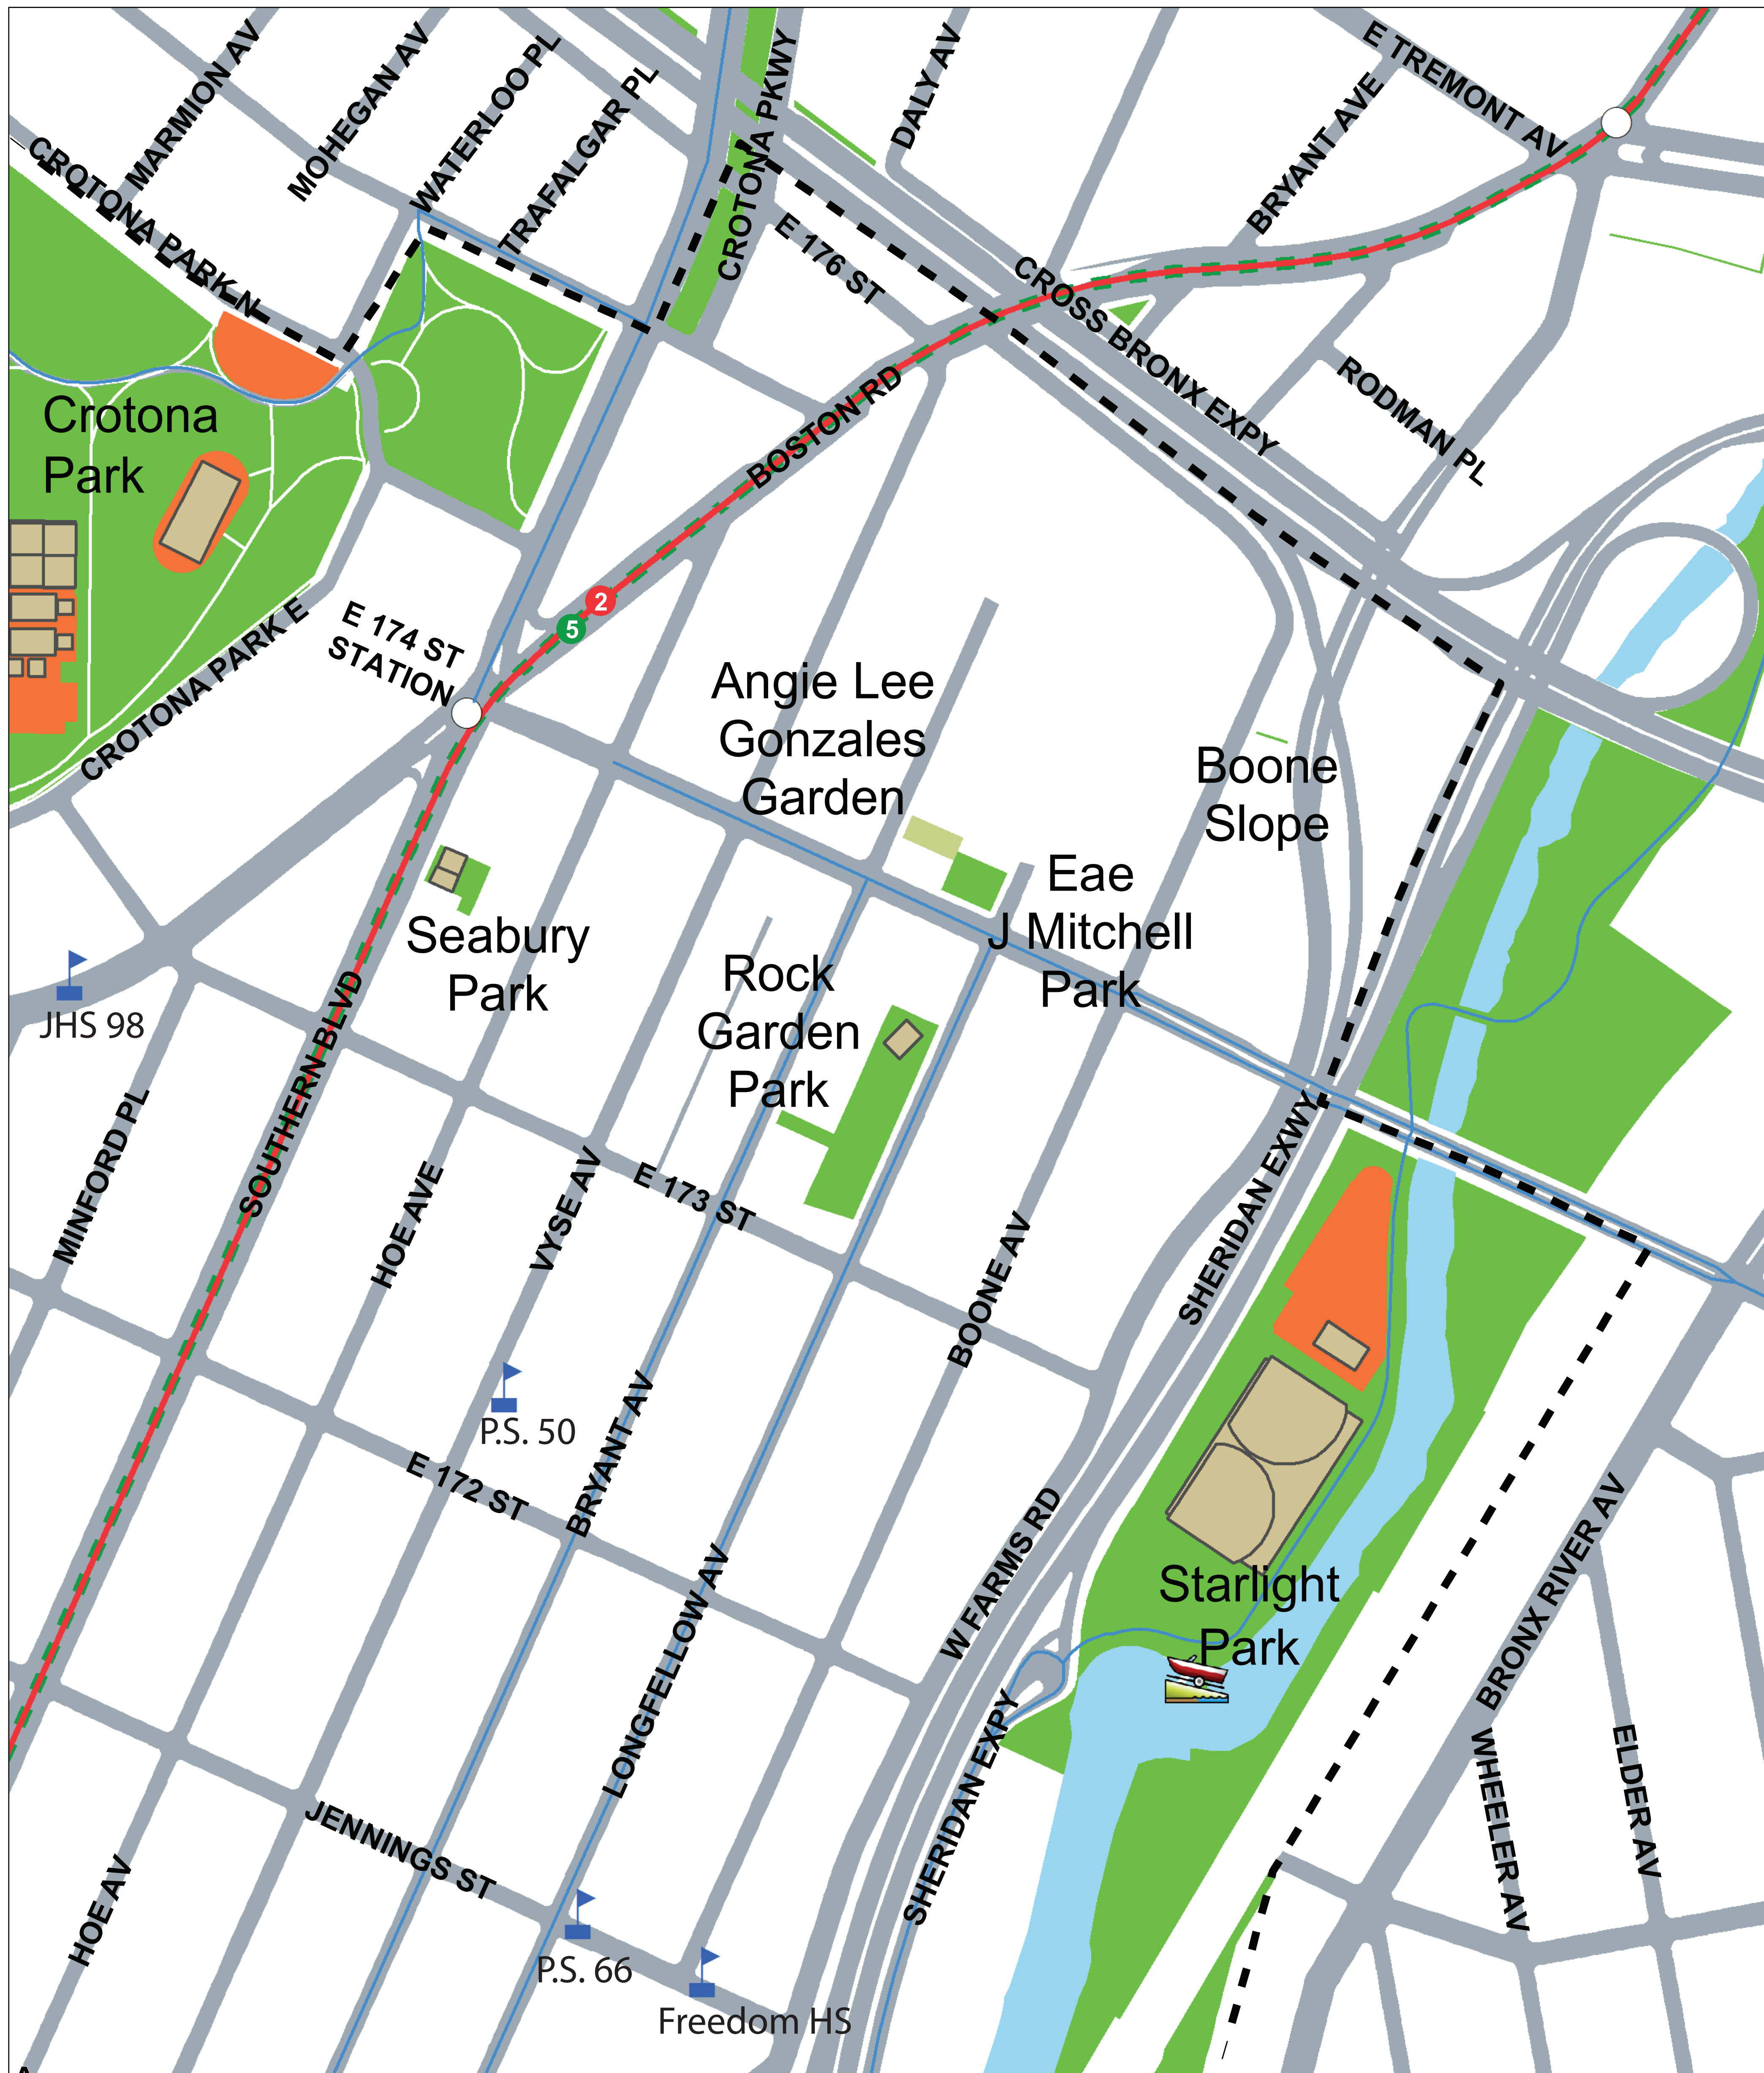 E TREMONT AV
MARMION AV
MOHEGAN AV
WATERLOO PL
TRAFALGAR PL
CROTONA PKWY
DALY AV
BRYANT AVE
CROTONA PARK N
E 176 ST
CROSS BRONX EXPY
RODMAN PL
BOSTON RD
Crotona
Park
2
5
E 174 ST
STATION
CROTONA PARK E
Angie Lee
Gonzales
Garden
Boone
Slope
Eae
J Mitchell
Park
Seabury
Park
Rock
Garden
Park
JHS 98
SOUTHERN BLVD
MINFORD PL
HOE AVE
VYSE AV
E 173 ST
BOONE AV
SHERIDAN EXWY
P.S. 50
E 172 ST
BRYANT AV
LONGFELLOW AV
W FARMS RD
Starlight
Park
BRONX RIVER AV
SHERIDAN EXPY
WHEELER AV
ELDER AV
JENNINGS ST
HOE AV
P.S. 66
Freedom HS